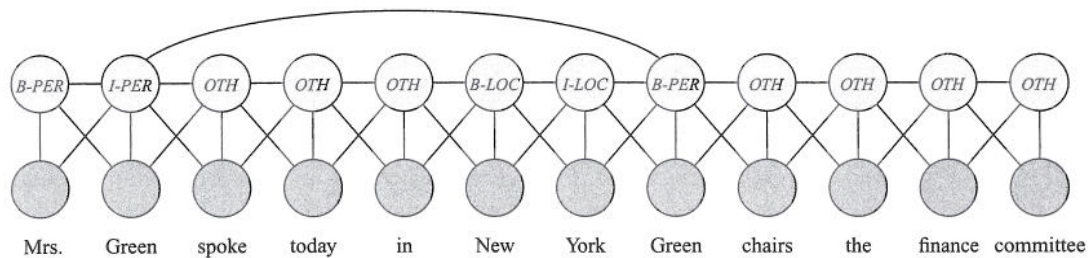 B-PER I-PER OTH OTH OTH B-LOC I-LOC B-PER OTH OTH OTH OTH
Mrs. Green spoke today in New York Green chairs the finance committee